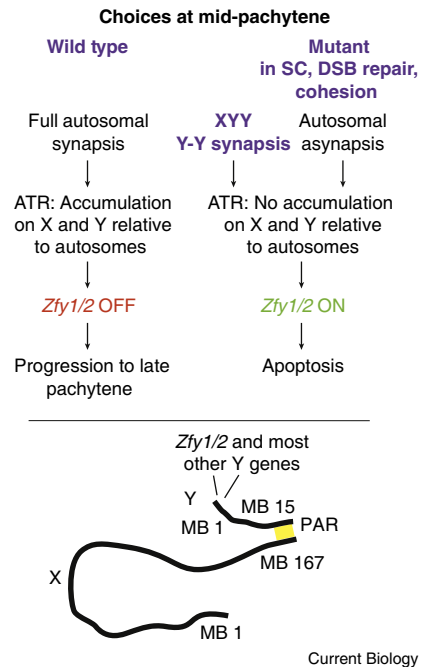 Choices at mid-pachytene
Wild type
Mutant
in SC, DSB repair,
cohesion
Full autosomal
synapsis
XYY
Y-Y synapsis
Autosomal
asynapsis
ATR: Accumulation
on X and Y relative
to autosomes
ATR: No accumulation
on X and Y relative
to autosomes
Zfy1/2 OFF
Zfy1/2 ON
Progression to late
pachytene
Apoptosis
Zfy1/2 and most
other Y genes
Y
MB 15
MB 1
PAR
MB 167
X
MB 1
Current Biology